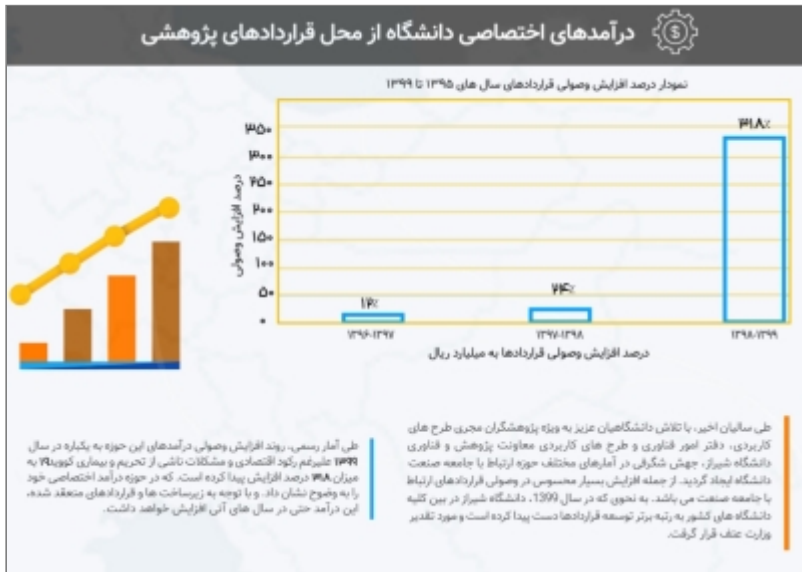 درآمدهای اختصاصی دانشگاه از محل قراردادهای پژوهشی
نمودار درصد افزایش وصولی قراردادهای سال های ۱۳۹۵ تا ۱۳۹۹
درصد افزایش وصولی
۳۵۰
۳۰۰
۲۵۰
۲۰۰
۱۵۰
۱۰۰
۵۰
۰
۱۲٪
۲۴٪
۳۱۸٪
۱۳۹۶-۱۳۹۷
۱۳۹۷-۱۳۹۸
۱۳۹۸-۱۳۹۹
درصد افزایش وصولی قراردادها به میلیارد ریال
طی سالیان اخیر، با تلاش دانشگاهیان عزیز به ویژه پژوهشگران مجری طرح های
کاربردی، دفتر امور فناوری و طرح های کاربردی معاونت پژوهش و فناوری
دانشگاه شیراز، جهش شگرفی در آمارهای مختلف حوزه ارتباط با جامعه صنعت
دانشگاه ایجاد گردید. از جمله افزایش بسیار محسوس در وصولی قراردادهای ارتباط
با جامعه صنعت می باشد. به نحوی که در سال 1399، دانشگاه شیراز در بین کلیه
دانشگاه های کشور به رتبه برتر توسعه قراردادها دست پیدا کرده است و مورد تقدیر
وزارت عتف قرار گرفت.
طی آمار رسمی، روند افزایش وصولی درآمدهای این حوزه به یکباره در سال
۱۳۹۹ علیرغم رکود اقتصادی و مشکلات ناشی از تحریم و بیماری کووید۱۹ به
میزان ۳۱۸ درصد افزایش پیدا کرده است. که در حوزه درآمد اختصاصی خود
را به وضوح نشان داد. و با توجه به زیرساخت ها و قراردادهای منعقد شده،
این درآمد حتی در سال های آتی افزایش خواهد داشت.